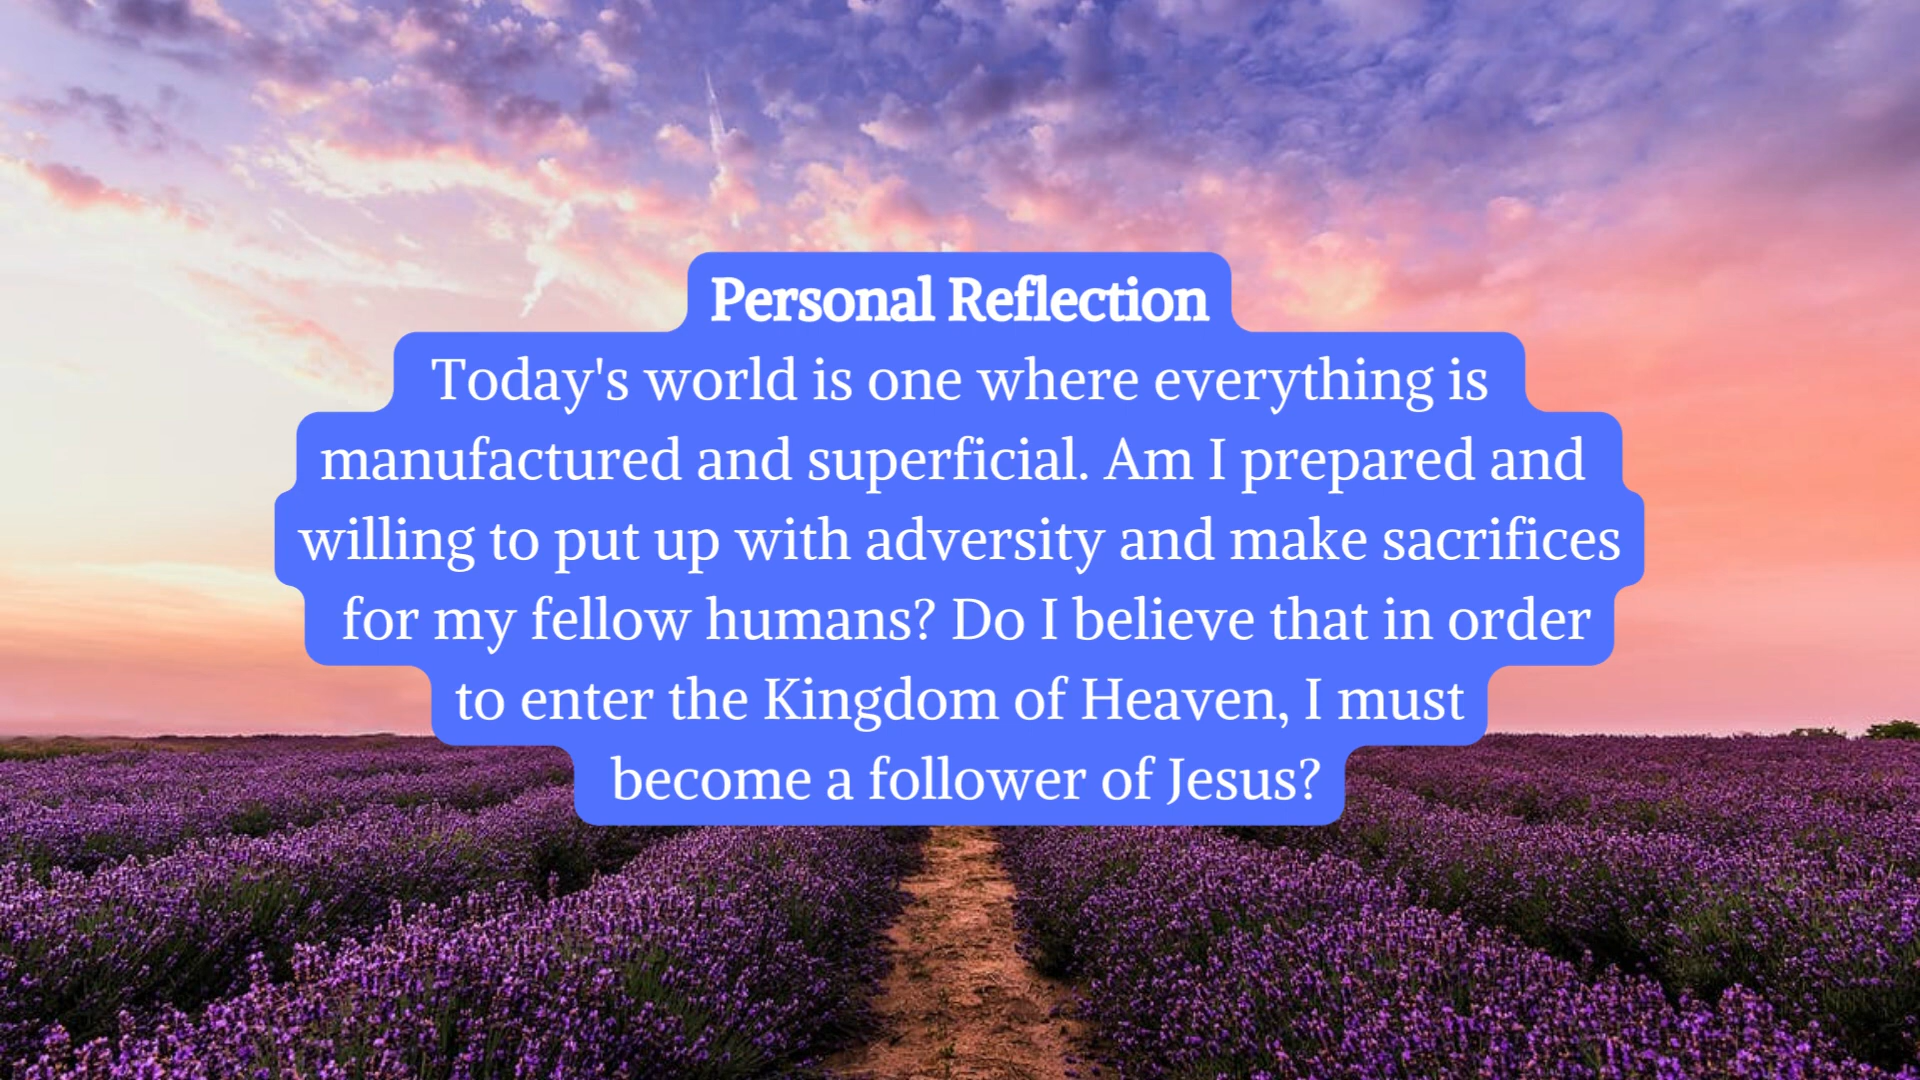 Personal Reflection
Today's world is one where everything is
manufactured and superficial. Am I prepared and
willing to put up with adversity and make sacrifices
for my fellow humans? Do I believe that in order
to enter the Kingdom of Heaven, I must
become a follower of Jesus?